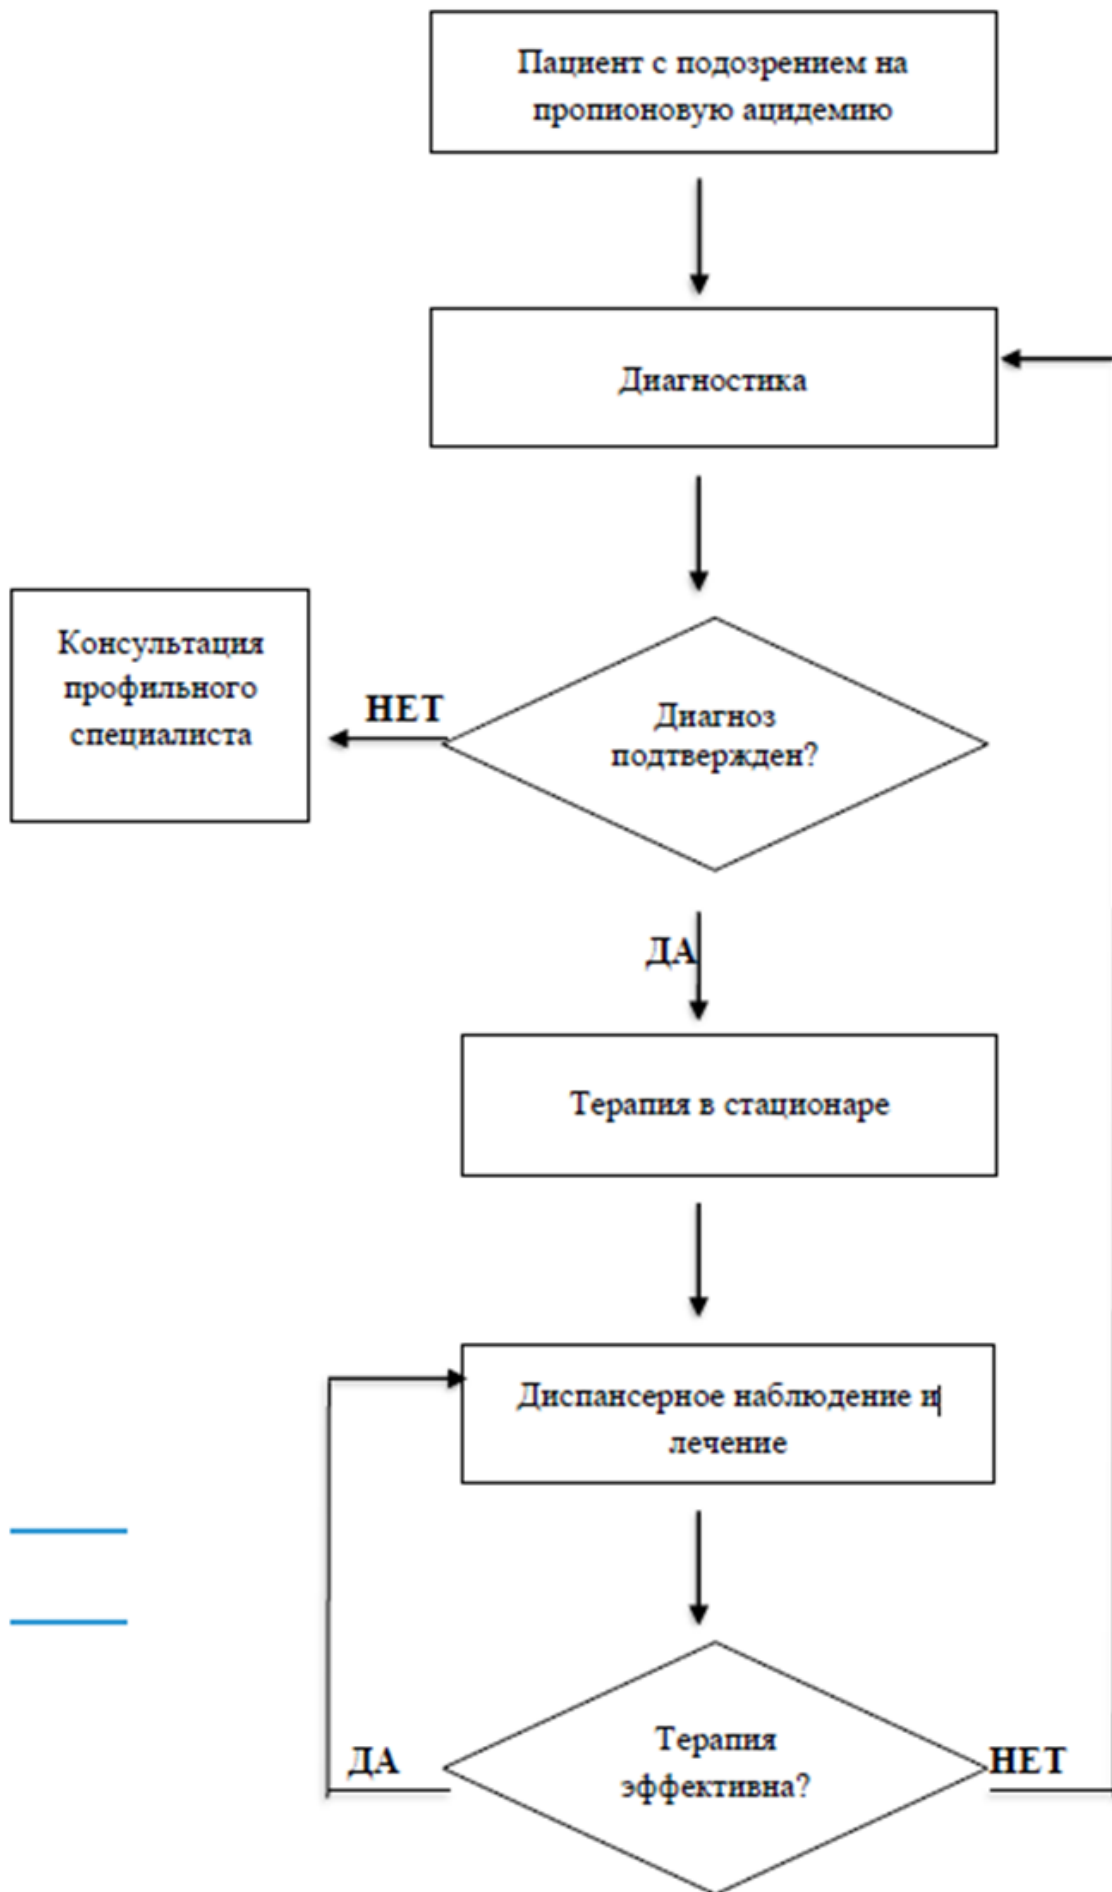 Пациент с подозрением на
пропионовую ацидемию
Диагностика
Консультация
профильного
специалиста
НЕТ
Диагноз
подтвержден?
ДА
Терапия в стационаре
Диспансерное наблюдение и
лечение
ДА
Терапия
эффективна?
НЕТ